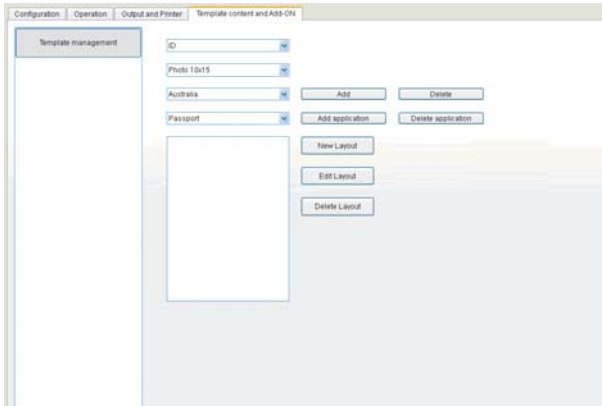 Configuration Operation Output and Printer Template content and Add-ON
Template management
ID
Photo 10x15
Australia Add Delete
Passport Add application Delete application
New Layout
Edit Layout
Delete Layout